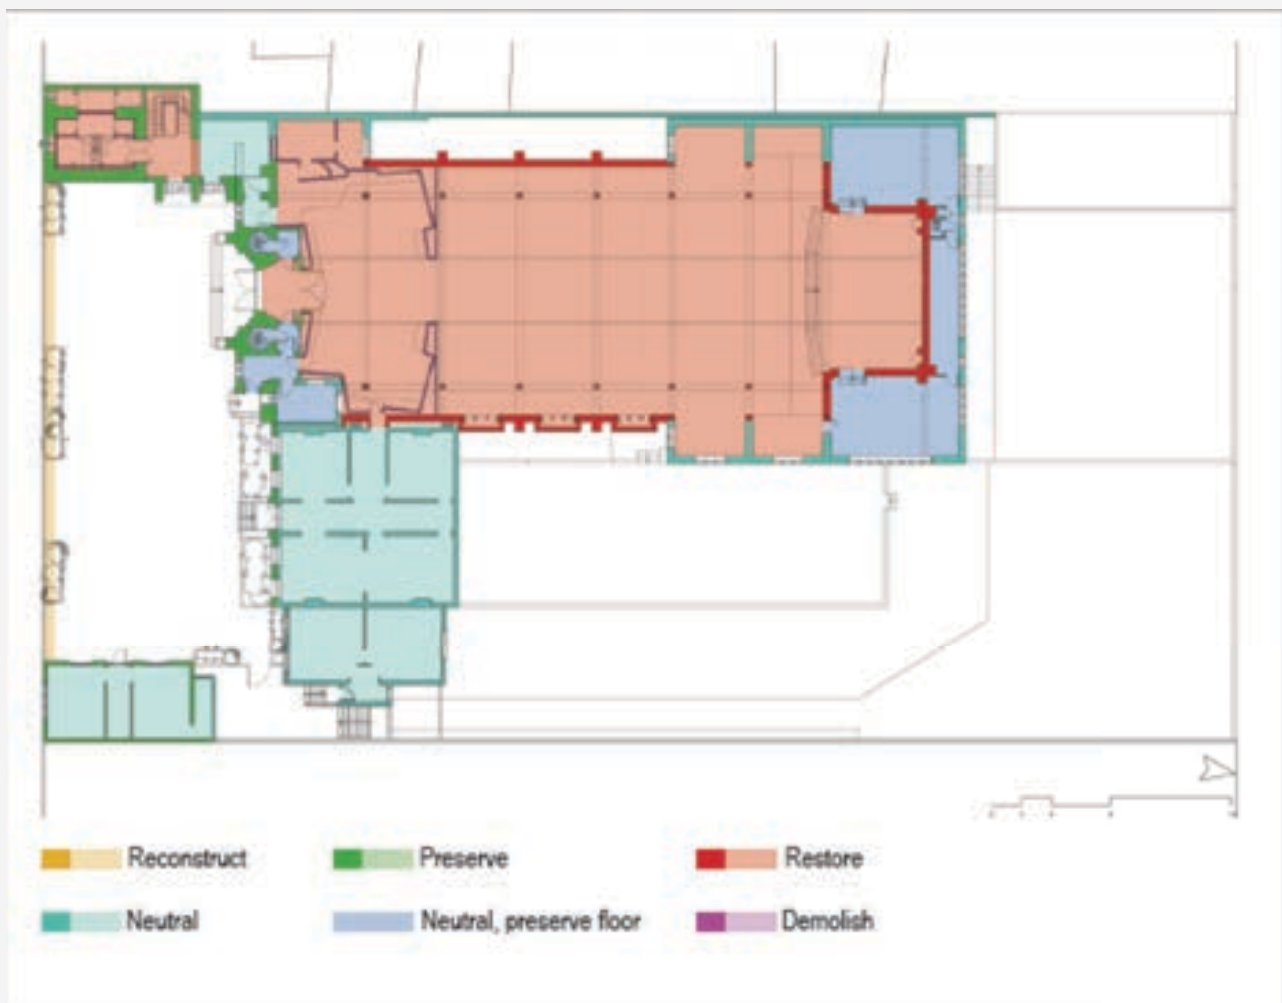 Reconstruct
Preserve
Restore
Neutral
Neutral, preserve floor
Demolish